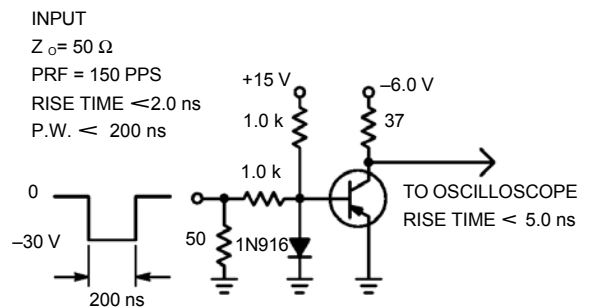 INPUT
Z o= 50 Ω
PRF = 150 PPS
RISE TIME < 2.0 ns
P.W. < 200 ns
+15 V
–6.0 V
1.0 k
37
1.0 k
0
TO OSCILLOSCOPE
RISE TIME < 5.0 ns
–30 V
50
1N916
200 ns